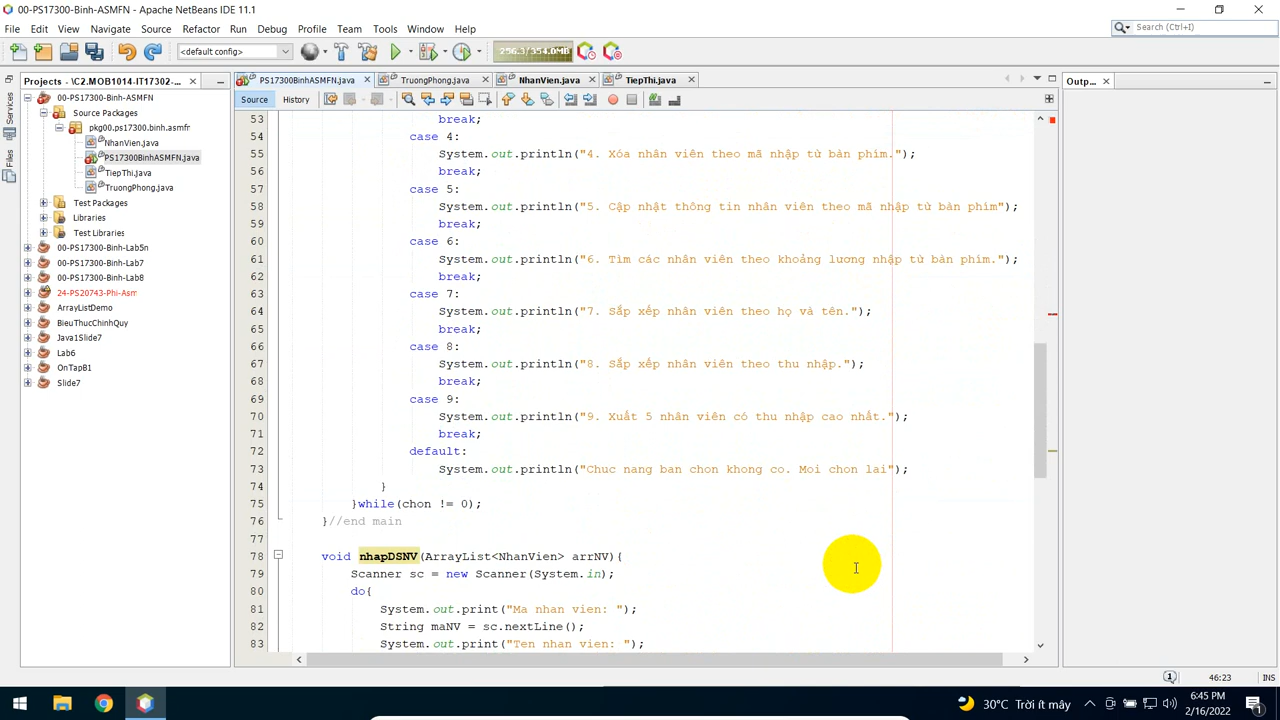 00-PS17300-Binh-ASMFN - Apache NetBeans IDE 11.1
File Edit View Navigate Source Refactor Run Debug Profile Team Tools Window Help
Search (Ctrl+I)
<default config>
256.3/354.0MB
Projects - \C2.MOB1014-IT17302-...
PS17300BinhASMFN.java TruongPhong.java NhanVien.java TiepThi.java
Outp...
Source History
Services
Files
00-PS17300-Binh-ASMFN
Source Packages
pkg00.ps17300.binh.asmfn
NhanVien.java
PS17300BinhASMFN.java
TiepThi.java
TruongPhong.java
Test Packages
Libraries
Test Libraries
00-PS17300-Binh-Lab5n
00-PS17300-Binh-Lab7
00-PS17300-Binh-Lab8
24-PS20743-Phi-Asm
ArrayListDemo
BieuThucChinhQuy
Java1Slide7
Lab6
OnTapB1
Slide7
53 break;
54 case 4:
55 System.out.println("4. Xóa nhân viên theo mã nhập từ bàn phím.");
56 break;
57 case 5:
58 System.out.println("5. Cập nhật thông tin nhân viên theo mã nhập từ bàn phím");
59 break;
60 case 6:
61 System.out.println("6. Tìm các nhân viên theo khoảng lương nhập từ bàn phím.");
62 break;
63 case 7:
64 System.out.println("7. Sắp xếp nhân viên theo họ và tên.");
65 break;
66 case 8:
67 System.out.println("8. Sắp xếp nhân viên theo thu nhập.");
68 break;
69 case 9:
70 System.out.println("9. Xuất 5 nhân viên có thu nhập cao nhất.");
71 break;
72 default:
73 System.out.println("Chuc nang ban chon khong co. Moi chon lai");
74 }
75 }while(chon != 0);
76 }//end main
77
78 void nhapDSNV(ArrayList<NhanVien> arrNV){
79 Scanner sc = new Scanner(System.in);
80 do{
81 System.out.print("Ma nhan vien: ");
82 String maNV = sc.nextLine();
83 System.out.print("Ten nhan vien: ");
1 46:23 INS
30°C Trời ít mây
6:45 PM
2/16/2022
1